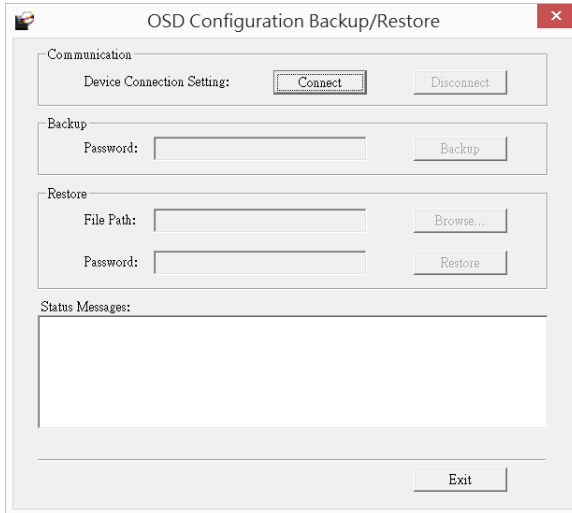 OSD Configuration Backup/Restore
Communication
Device Connection Setting: Connect Disconnect
Backup
Password: Backup
Restore
File Path: Browse...
Password: Restore
Status Messages:
Exit